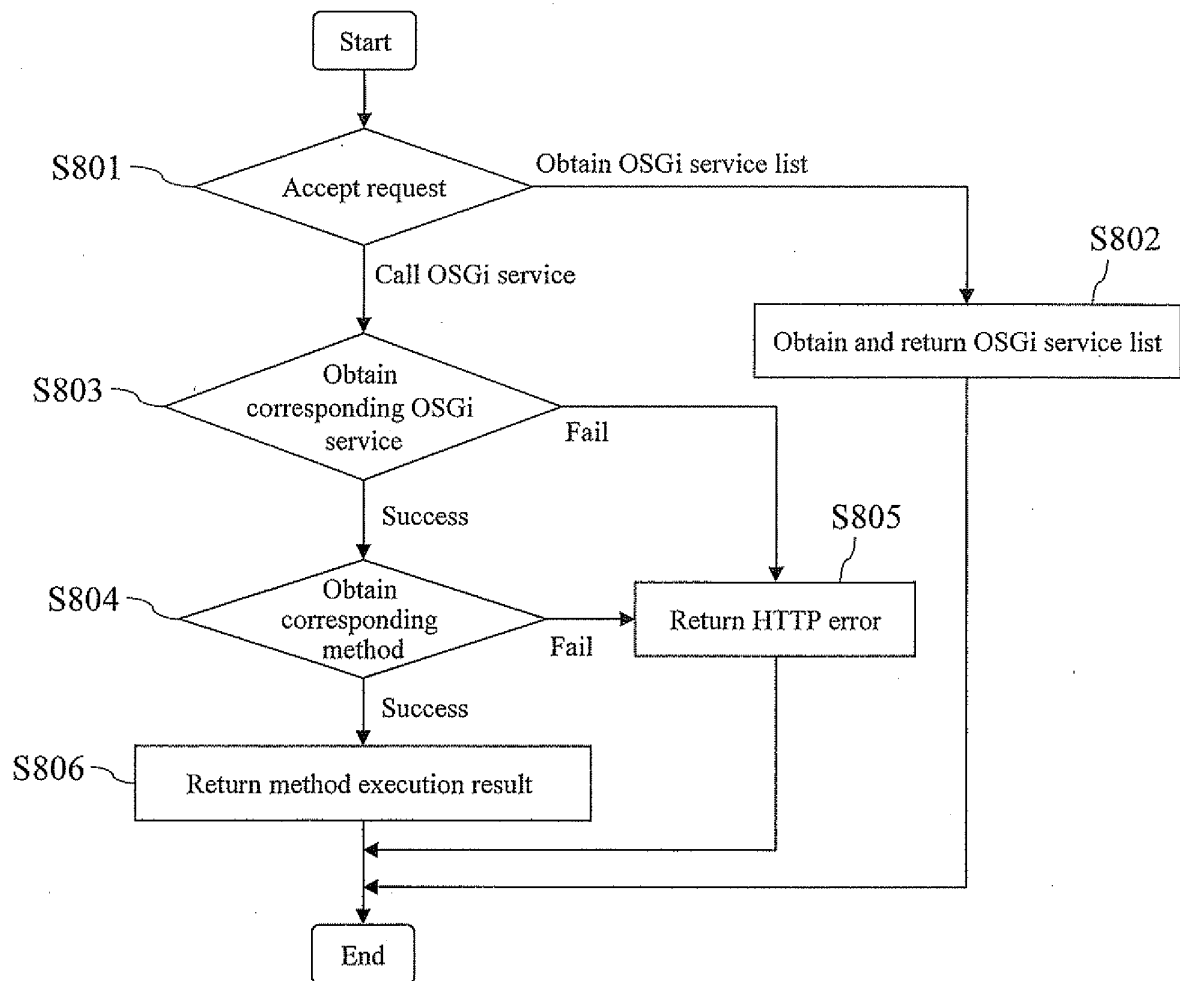 Start
S801
Accept request
Obtain OSGi service list
Call OSGi service
S802
Obtain and return OSGi service list
S803
Obtain
corresponding OSGi
service
Fail
Success
S804
Obtain
corresponding
method
Fail
S805
Return HTTP error
Success
S806
Return method execution result
End